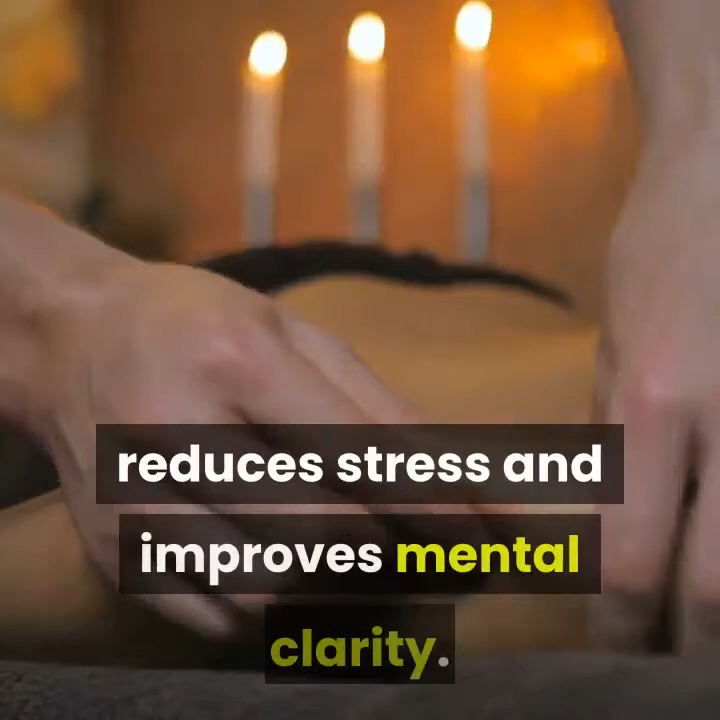 reduces stress and
improves mental
clarity.